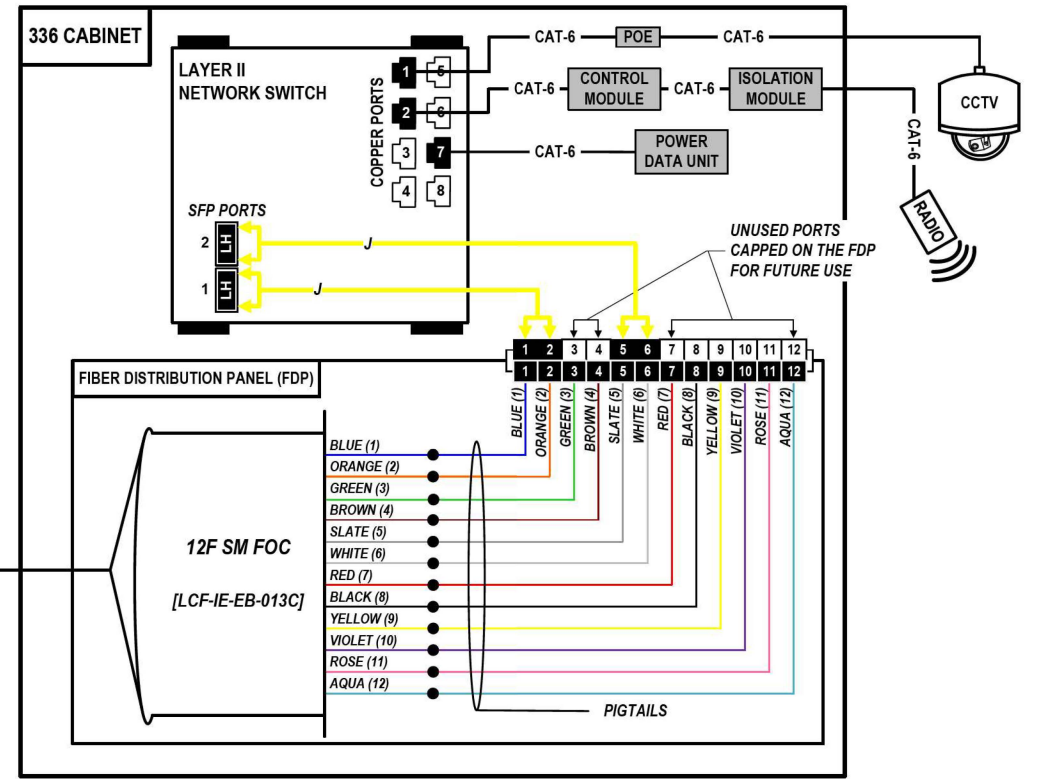 336 CABINET
LAYER II
NETWORK SWITCH
COPPER PORTS
1
5
2
6
3
7
4
8
CAT-6
POE
CAT-6
CAT-6
CONTROL
MODULE
CAT-6
ISOLATION
MODULE
CAT-6
POWER
DATA UNIT
CCTV
CAT-6
RADIO
SFP PORTS
2
LH
J
1
LH
J
UNUSED PORTS
CAPPED ON THE FDP
FOR FUTURE USE
1 2 3 4 5 6 7 8 9 10 11 12
1 2 3 4 5 6 7 8 9 10 11 12
FIBER DISTRIBUTION PANEL (FDP)
BLUE (1)
ORANGE (2)
GREEN (3)
BROWN (4)
SLATE (5)
WHITE (6)
RED (7)
BLACK (8)
YELLOW (9)
VIOLET (10)
ROSE (11)
AQUA (12)
12F SM FOC
[LCF-IE-EB-013C]
BLUE (1)
ORANGE (2)
GREEN (3)
BROWN (4)
SLATE (5)
WHITE (6)
RED (7)
BLACK (8)
YELLOW (9)
VIOLET (10)
ROSE (11)
AQUA (12)
PIGTAILS